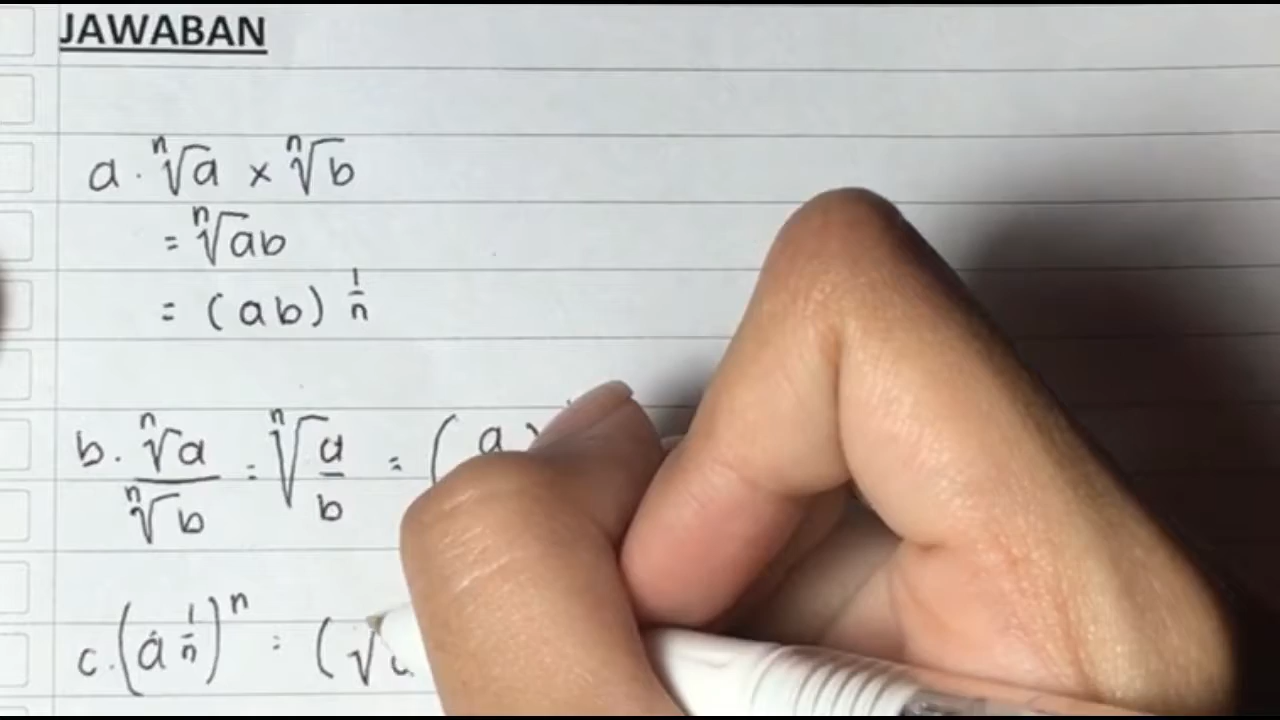 JAWABAN
a. ⁿ√a × ⁿ√b
= ⁿ√ab
= (ab)^(1/n)
b. ⁿ√a / ⁿ√b = ⁿ√(a/b) = (a
c. (a^(1/n))ⁿ = (√